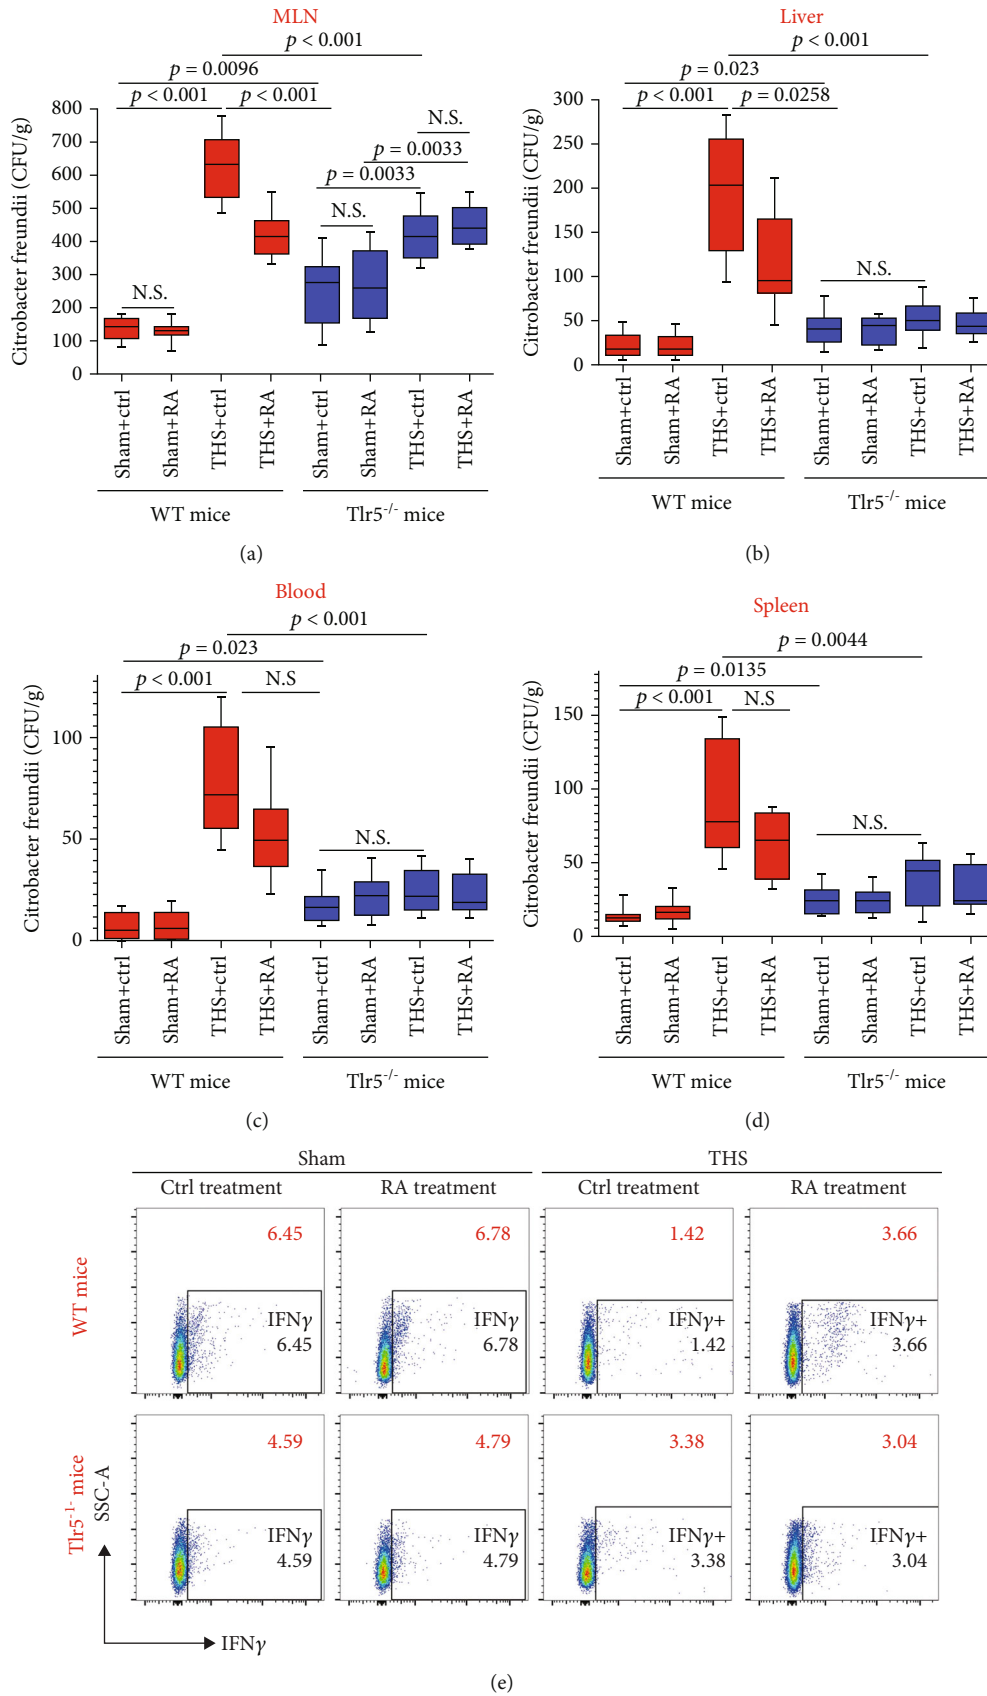 MLN
p < 0.001
p = 0.0096
p < 0.001 p < 0.001
N.S.
p = 0.0033
p = 0.0033
N.S.
N.S.
Citrobacter freundii (CFU/g)
800
700
600
500
400
300
200
100
0
Sham+ctrl
Sham+RA
THS+ctrl
THS+RA
Sham+ctrl
Sham+RA
THS+ctrl
THS+RA
WT mice
Tlr5-/- mice
(a)
Liver
p < 0.001
p = 0.023
p < 0.001 p = 0.0258
N.S.
Citrobacter freundii (CFU/g)
300
250
200
150
100
50
0
Sham+ctrl
Sham+RA
THS+ctrl
THS+RA
Sham+ctrl
Sham+RA
THS+ctrl
THS+RA
WT mice
Tlr5-/- mice
(b)
Blood
p < 0.001
p = 0.023
p < 0.001 N.S
N.S.
Citrobacter freundii (CFU/g)
100
50
0
Sham+ctrl
Sham+RA
THS+ctrl
THS+RA
Sham+ctrl
Sham+RA
THS+ctrl
THS+RA
WT mice
Tlr5-/- mice
(c)
Spleen
p = 0.0044
p = 0.0135
p < 0.001 N.S
N.S.
Citrobacter freundii (CFU/g)
150
100
50
0
Sham+ctrl
Sham+RA
THS+ctrl
THS+RA
Sham+ctrl
Sham+RA
THS+ctrl
THS+RA
WT mice
Tlr5-/- mice
(d)
Sham THS
Ctrl treatment RA treatment Ctrl treatment RA treatment
WT mice
6.45 6.78 1.42 3.66
IFNγ IFNγ IFNγ+ IFNγ+
6.45 6.78 1.42 3.66
Tlr5-1- mice
SSC-A
4.59 4.79 3.38 3.04
IFNγ IFNγ IFNγ+ IFNγ+
4.59 4.79 3.38 3.04
IFNγ
(e)